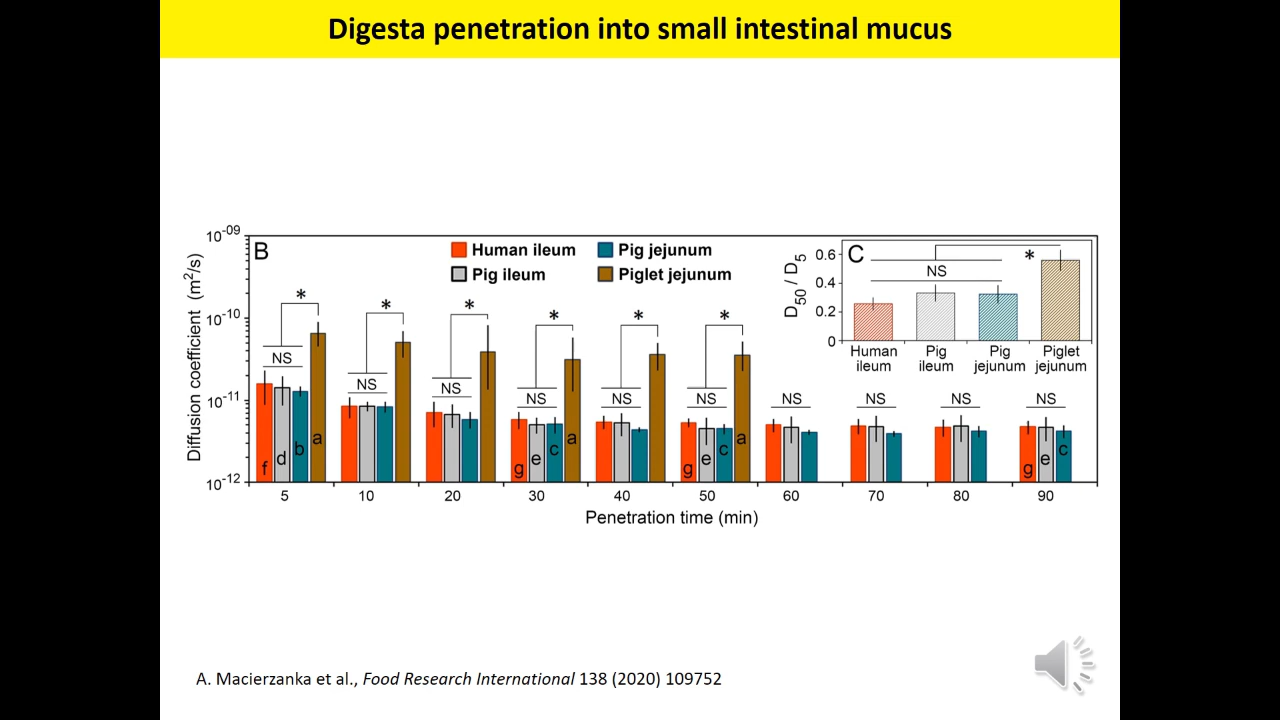 Digesta penetration into small intestinal mucus
B
Human ileum
Pig jejunum
Pig ileum
Piglet jejunum
Diffusion coefficient (m²/s)
10⁻⁰⁹
10⁻¹⁰
10⁻¹¹
10⁻¹²
* * * * * *
NS NS NS NS NS NS NS NS NS NS
f d b a g e c a g e c a g e c
5 10 20 30 40 50 60 70 80 90
Penetration time (min)
C
D₅₀ / D₅
0.6
0.4
0.2
0
*
NS
Human ileum
Pig ileum
Pig jejunum
Piglet jejunum
A. Macierzanka et al., Food Research International 138 (2020) 109752